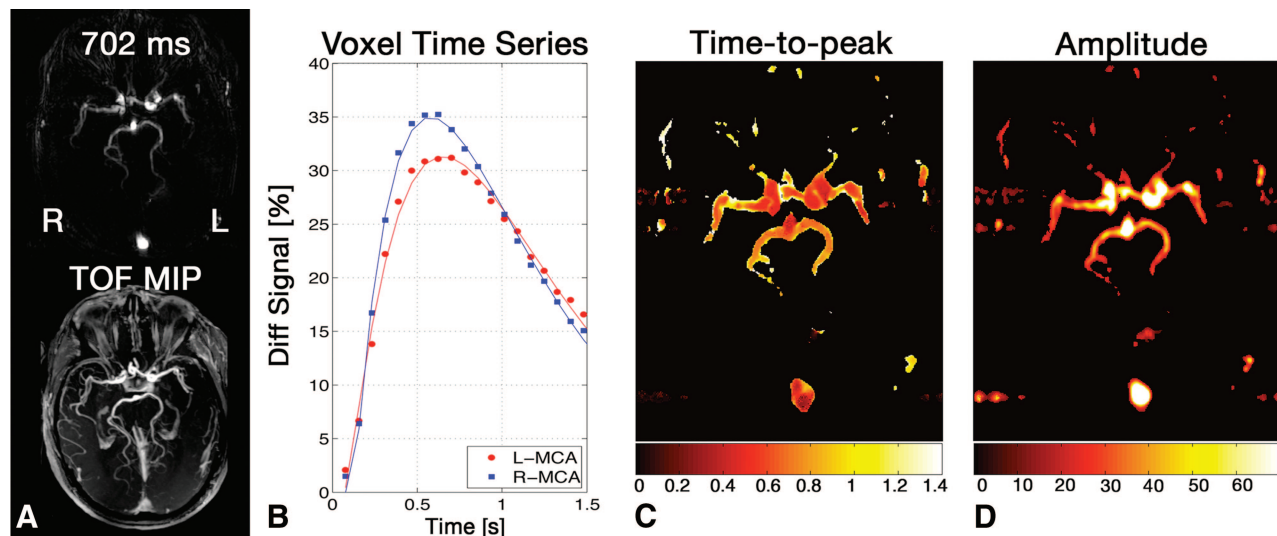 702 ms
R L
TOF MIP
A
Voxel Time Series
Diff Signal [%]
40
35
30
25
20
15
10
5
0
0 0.5 1 1.5
Time [s]
L-MCA
R-MCA
B
Time-to-peak
0 0.2 0.4 0.6 0.8 1 1.2 1.4
C
Amplitude
0 10 20 30 40 50 60
D